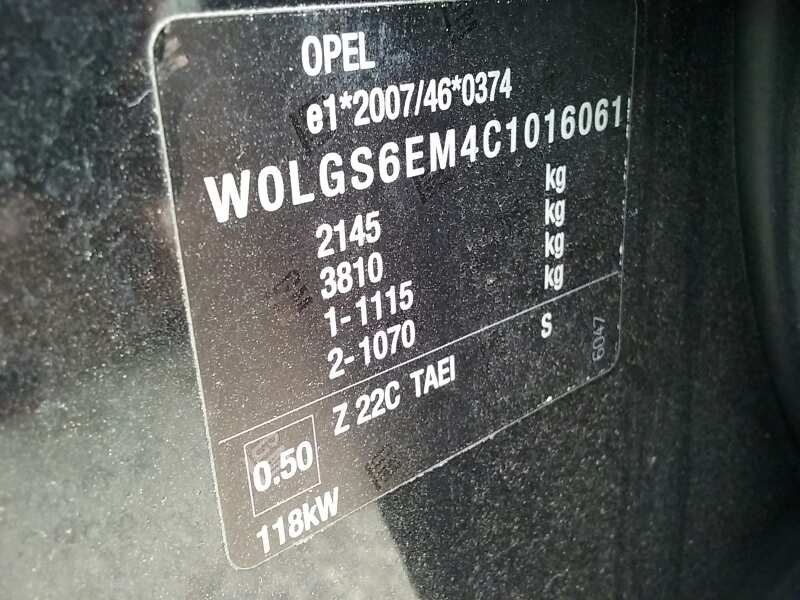 OPEL
e1*2007/46*0374
W0LGS6EM4C1016061
2145 kg
3810 kg
1-1115 kg
2-1070 kg
Z 22C TAEI S
0.50
118kW
6047